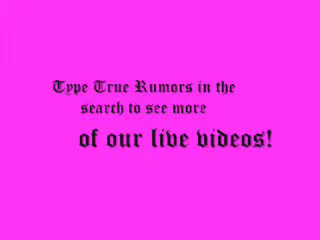 Type True Rumors in the
search to see more
of our live videos!